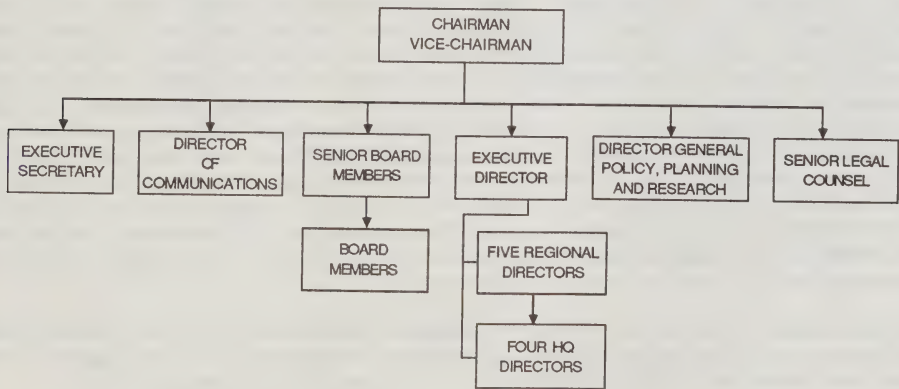 CHAIRMAN
VICE-CHAIRMAN
EXECUTIVE
SECRETARY
DIRECTOR
CF
COMMUNICATIONS
SENIOR BOARD
MEMBERS
EXECUTIVE
DIRECTOR
DIRECTOR GENERAL
POLICY, PLANNING
AND RESEARCH
SENIOR LEGAL
COUNSEL
BOARD
MEMBERS
FIVE REGIONAL
DIRECTORS
FOUR HQ
DIRECTORS